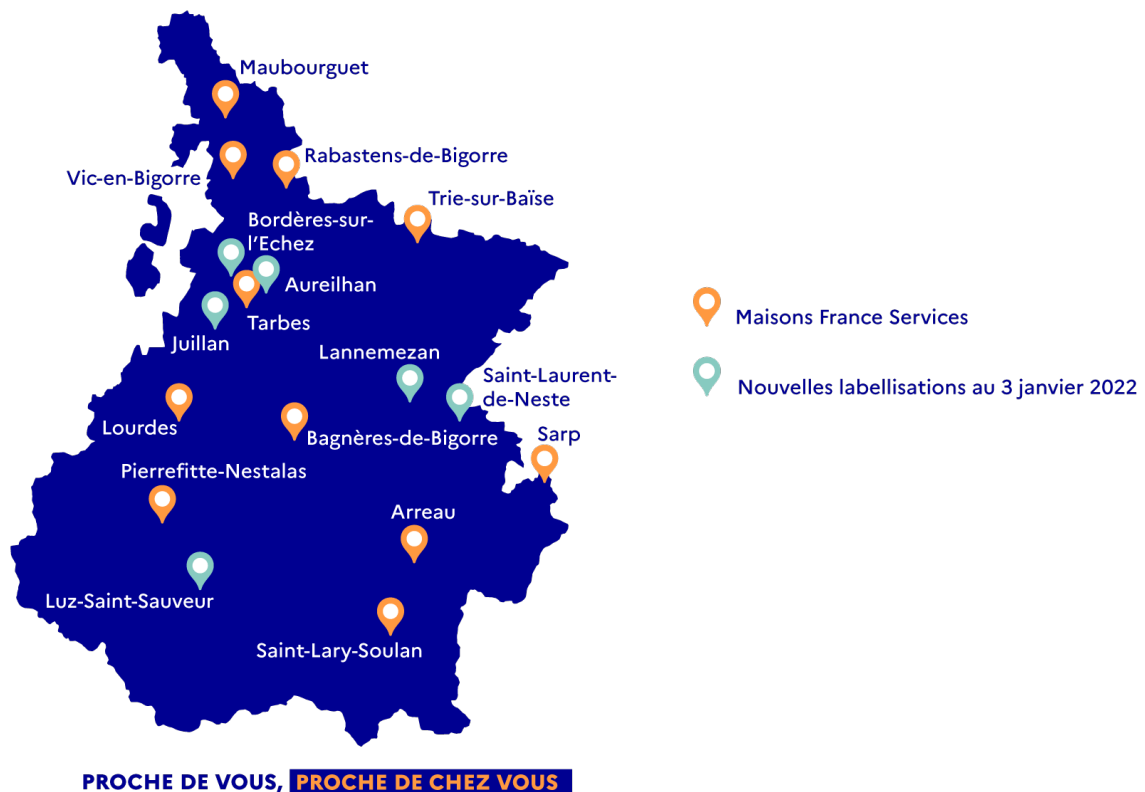 Maubourguet
Rabastens-de-Bigorre
Vic-en-Bigorre
Trie-sur-Baïse
Bordères-sur-
l'Echez
Aureilhan
Tarbes
Juillan
Lannemezan
Saint-Laurent-
de-Neste
Lourdes
Bagnères-de-Bigorre
Sarp
Pierrefitte-Nestalas
Arreau
Luz-Saint-Sauveur
Saint-Lary-Soulan
Maisons France Services
Nouvelles labellisations au 3 janvier 2022
PROCHE DE VOUS, PROCHE DE CHEZ VOUS